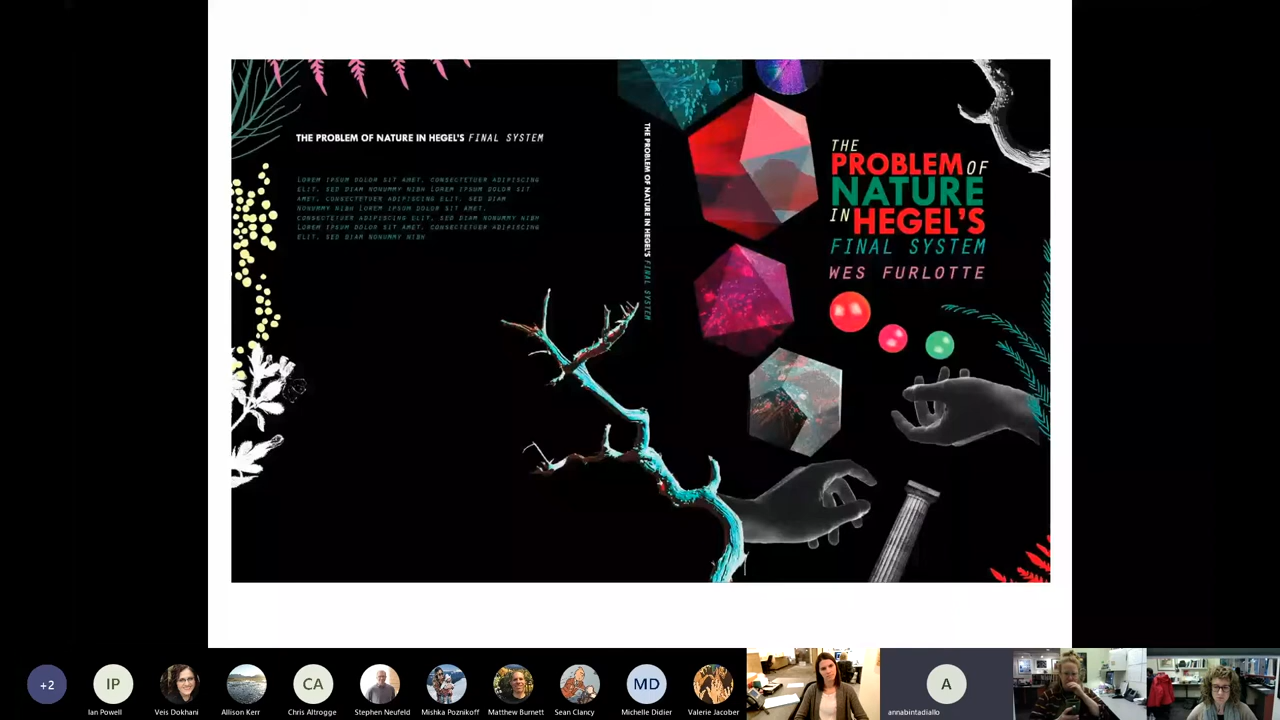 THE PROBLEM OF NATURE IN HEGEL'S FINAL SYSTEM
LOREM IPSUM DOLOR SIT AMET, CONSECTETUER ADIPISCING
ELIT, SED DIAM NONUMMY NIBH LOREM IPSUM DOLOR SIT
AMET, CONSECTETUER ADIPISCING ELIT, SED DIAM
NONUMMY NIBH LOREM IPSUM DOLOR SIT AMET,
CONSECTETUER ADIPISCING ELIT, SED DIAM NONUMMY NIBH
LOREM IPSUM DOLOR SIT AMET, CONSECTETUER ADIPISCING
ELIT, SED DIAM NONUMMY NIBH
THE PROBLEM OF NATURE IN HEGEL'S FINAL SYSTEM
THE
PROBLEM OF
NATURE
IN HEGEL'S
FINAL SYSTEM
WES FURLOTTE
+2
IP
CA
MD
A
Ian Powell
Veis Dokhani
Allison Kerr
Chris Altrogge
Stephen Neufeld
Mishka Poznikoff
Matthew Burnett
Sean Clancy
Michelle Didier
Valerie Jacober
annabintadiallo